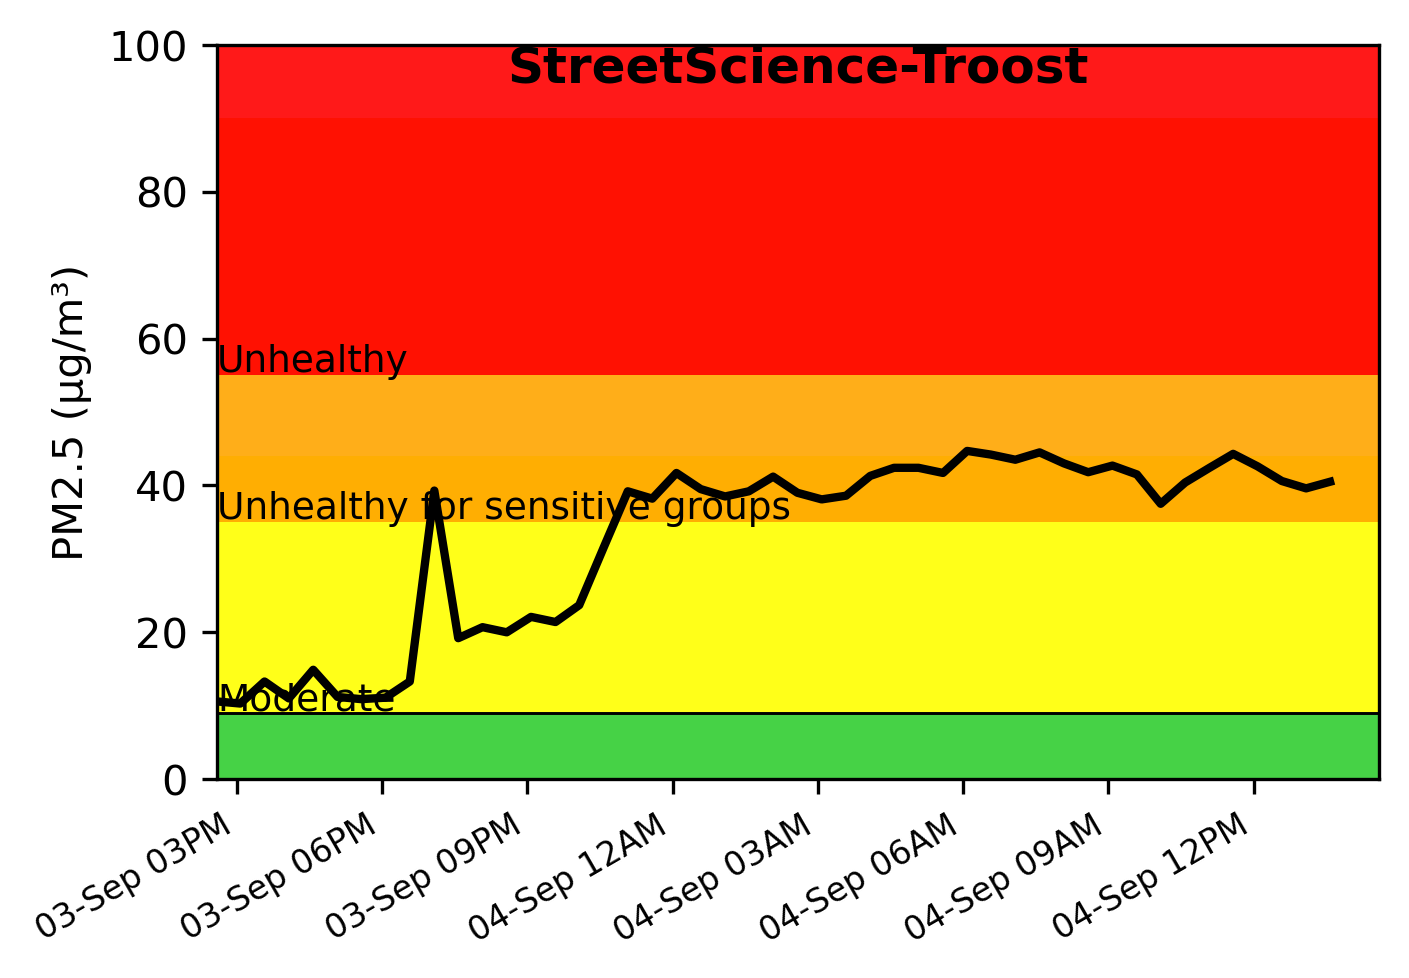 StreetScience-Troost
100
80
60
40
20
0
PM2.5 (µg/m³)
Unhealthy
Unhealthy for sensitive groups
Moderate
03-Sep 03PM
03-Sep 06PM
03-Sep 09PM
04-Sep 12AM
04-Sep 03AM
04-Sep 06AM
04-Sep 09AM
04-Sep 12PM